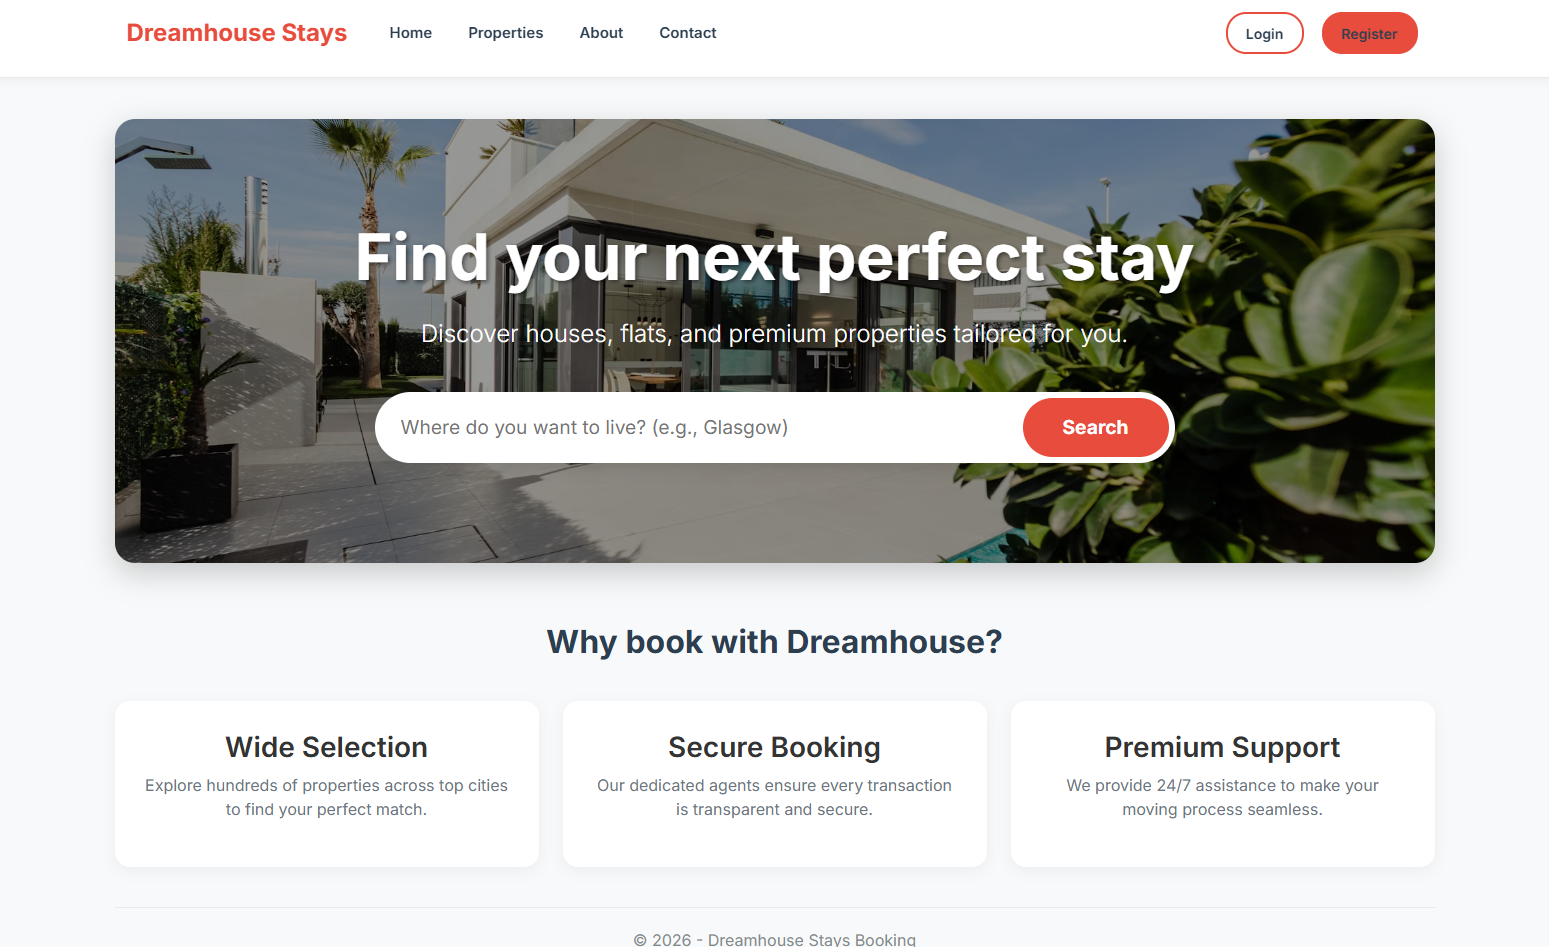 Dreamhouse Stays
Home
Properties
About
Contact
Login
Register
Find your next perfect stay
Discover houses, flats, and premium properties tailored for you.
Where do you want to live? (e.g., Glasgow)
Search
Why book with Dreamhouse?
Wide Selection
Explore hundreds of properties across top cities
to find your perfect match.
Secure Booking
Our dedicated agents ensure every transaction
is transparent and secure.
Premium Support
We provide 24/7 assistance to make your
moving process seamless.
© 2026 - Dreamhouse Stays Booking